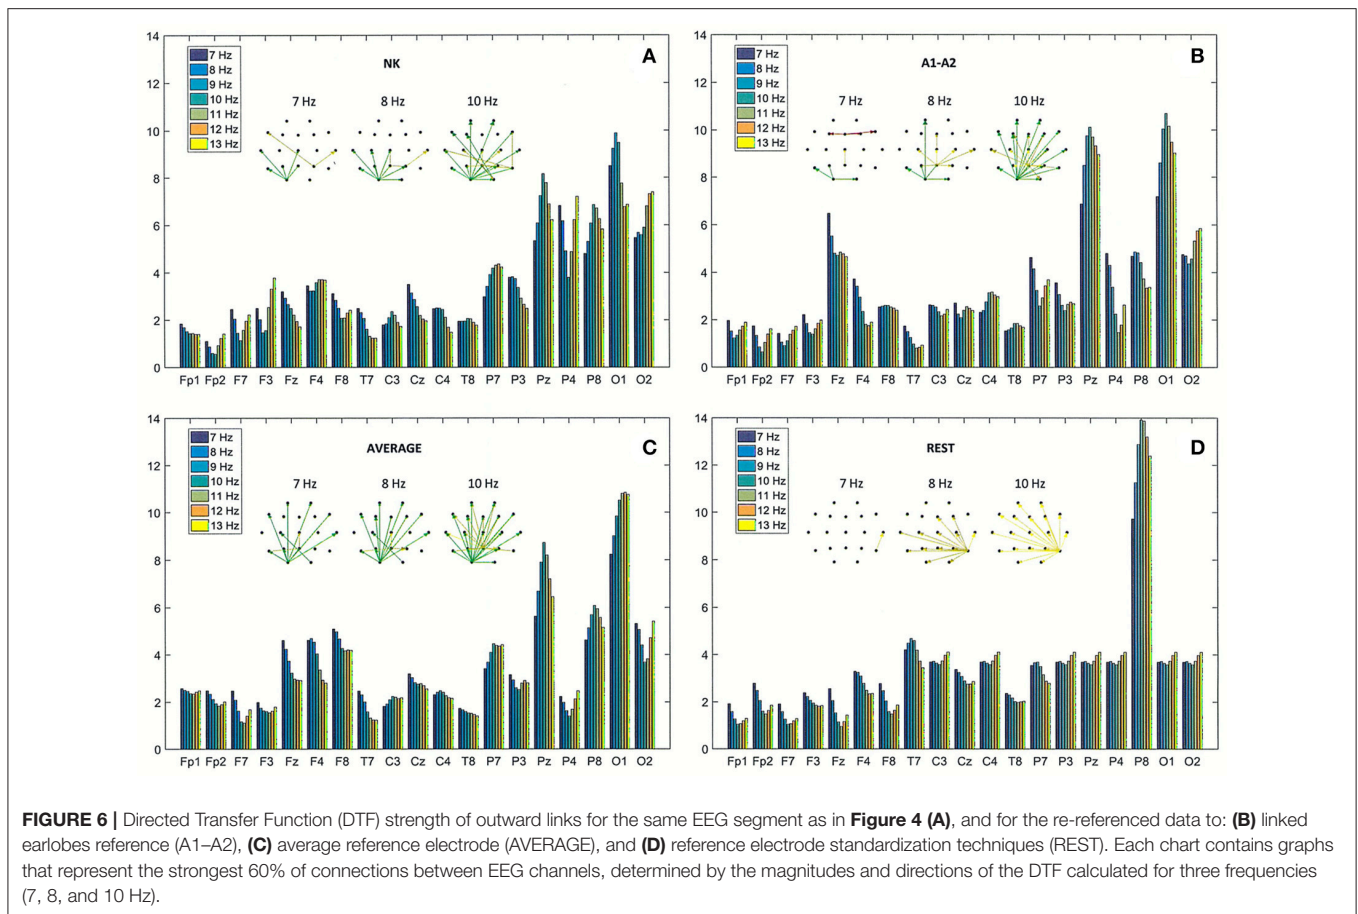 14
12
10
8
6
4
2
0
7 Hz
8 Hz
9 Hz
10 Hz
11 Hz
12 Hz
13 Hz
NK
A
7 Hz 8 Hz 10 Hz
Fp1 Fp2 F7 F3 Fz F4 F8 T7 C3 Cz C4 T8 P7 P3 Pz P4 P8 O1 O2
14
12
10
8
6
4
2
0
7 Hz
8 Hz
9 Hz
10 Hz
11 Hz
12 Hz
13 Hz
A1-A2
B
7 Hz 8 Hz 10 Hz
Fp1 Fp2 F7 F3 Fz F4 F8 T7 C3 Cz C4 T8 P7 P3 Pz P4 P8 O1 O2
14
12
10
8
6
4
2
0
7 Hz
8 Hz
9 Hz
10 Hz
11 Hz
12 Hz
13 Hz
AVERAGE
C
7 Hz 8 Hz 10 Hz
Fp1 Fp2 F7 F3 Fz F4 F8 T7 C3 Cz C4 T8 P7 P3 Pz P4 P8 O1 O2
14
12
10
8
6
4
2
0
7 Hz
8 Hz
9 Hz
10 Hz
11 Hz
12 Hz
13 Hz
REST
D
7 Hz 8 Hz 10 Hz
Fp1 Fp2 F7 F3 Fz F4 F8 T7 C3 Cz C4 T8 P7 P3 Pz P4 P8 O1 O2
FIGURE 6 | Directed Transfer Function (DTF) strength of outward links for the same EEG segment as in Figure 4 (A), and for the re-referenced data to: (B) linked
earlobes reference (A1–A2), (C) average reference electrode (AVERAGE), and (D) reference electrode standardization techniques (REST). Each chart contains graphs
that represent the strongest 60% of connections between EEG channels, determined by the magnitudes and directions of the DTF calculated for three frequencies
(7, 8, and 10 Hz).